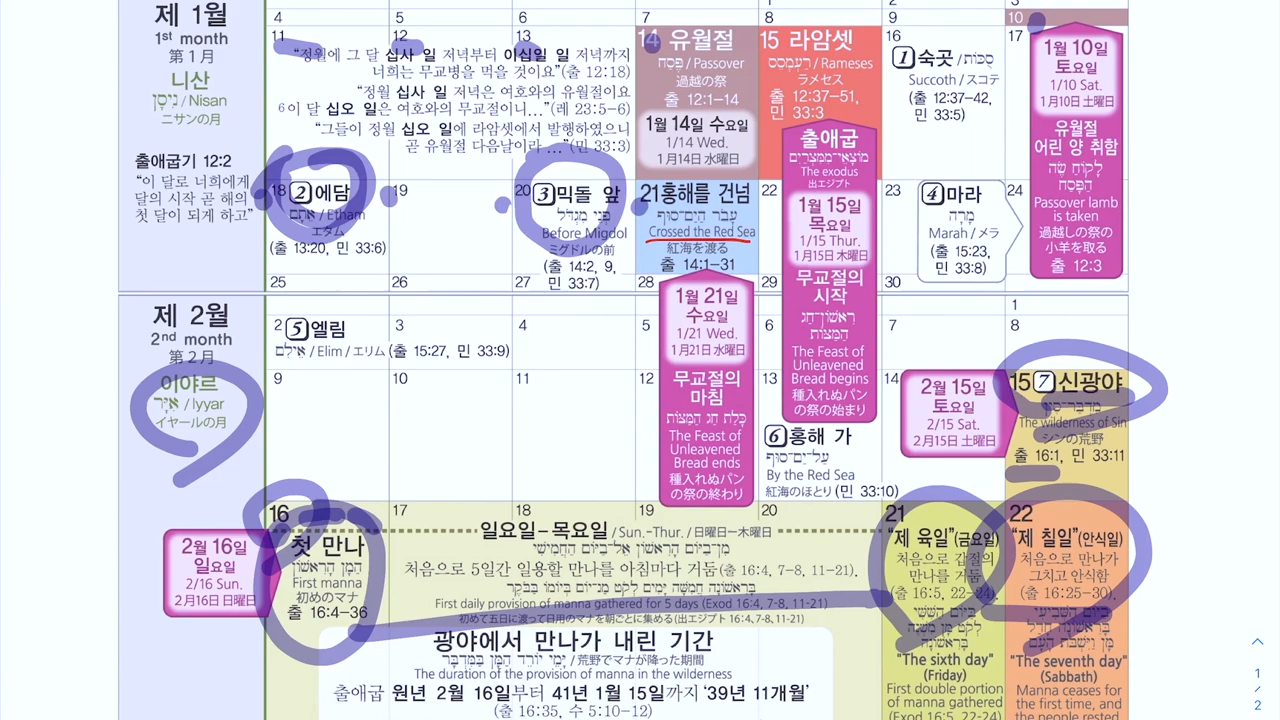 제 1월
1st month
第１月
니산
נִיסָן / Nisan
ニサンの月
출애굽기 12:2
“이 달로 너희에게
달의 시작 곧 해의
첫 달이 되게 하고”
4
5
6
7
8
9
10
11
12
13
“정월에 그 달 십사 일 저녁부터 이십일 일 저녁까지
너희는 무교병을 먹을 것이요”(출 12:18)
“정월 십사 일 저녁은 여호와의 유월절이요
이 달 십오 일은 여호와의 무교절이니...”(레 23:5-6)
“그들이 정월 십오 일에 라암셋에서 발행하였으니
곧 유월절 다음날이라 ...”(민 33:3)
14 유월절
פֶּסַח / Passover
過越の祭
출 12:1-14
1월 14일 수요일
1/14 Wed.
1月14日 水曜日
15 라암셋
רַעְמְסֵס / Rameses
ラメセス
출 12:37-51,
민 33:3
16
1 숙곳 / סֻכּוֹת
Succoth / スコテ
(출 12:37-42,
민 33:5)
17
1월 10일
토요일
1/10 Sat.
1月10日 土曜日
유월절
어린 양 취함
לָקוֹחַ שֶׂה
הַפֶּסַח
Passover lamb
is taken
過越しの祭の
小羊を取る
출 12:3
출애굽
The exodus
出エジプト
1월 15일
목요일
1/15 Thur.
1月15日 木曜日
무교절의
시작
רִאשׁוֹן־חַג
הַמַּצּוֹת
The Feast of
Unleavened
Bread begins
種入れぬパン
の祭の始まり
18
2 에담
אֵתָם / Etham
エタム
(출 13:20, 민 33:6)
19
20
3 믹돌 앞
פְּנֵי מִגְדֹּל
Before Migdol
ミグドルの前
(출 14:2, 9,
민 33:7)
21 홍해를 건넘
עָבֹר הַיָּם־סוּף
Crossed the Red Sea
紅海を渡る
출 14:1-31
22
23
4 마라
מָרָה
Marah / メラ
(출 15:23,
민 33:8)
24
25
26
27
28
29
30
1월 21일
수요일
1/21 Wed.
1月21日 水曜日
무교절의
마침
כְּלֹת חַג הַמַּצּוֹת
The Feast of
Unleavened
Bread ends
種入れぬパン
の祭の終わり
제 2월
2nd month
第２月
이야르
אִיָּר / Iyyar
イヤールの月
1
2
5 엘림
אֵילִם / Elim / エリム (출 15:27, 민 33:9)
3
4
5
6
7
8
9
10
11
12
13
6 홍해 가
עַל־יַם־סוּף
By the Red Sea
紅海のほとり (민 33:10)
14
2월 15일
토요일
2/15 Sat.
2月15日 土曜日
15 7 신광야
מִדְבַּר־סִין
The wilderness of Sin
シンの荒野
출 16:1, 민 33:11
2월 16일
일요일
2/16 Sun.
2月16日 日曜日
16
첫 만나
הַמָּן הָרִאשׁוֹן
First manna
初めのマナ
출 16:4-36
17
18
19
20
일요일-목요일 / Sun.-Thur. / 日曜日ー木曜日
מִן־בַּיּוֹם הָרִאשׁוֹן אֶל־בַּיּוֹם הַחֲמִישִׁי
처음으로 5일간 일용할 만나를 아침마다 거둠(출 16:4, 7-8, 11-21).
First daily provision of manna gathered for 5 days (Exod 16:4, 7-8, 11-21)
初めて五日に渡って日用のマナを朝ごとに集める (出エジプト 16:4,7-8, 11-21)
광야에서 만나가 내린 기간
יְמֵי יוֹרֵד הַמָּן בַּמִּדְבָּר / 荒野でマナが降った期間
The duration of the provision of manna in the wilderness
출애굽 원년 2월 16일부터 41년 1월 15일까지 ‘39년 11개월’
(출 16:35, 수 5:10-12)
21
“제 육일”(금요일)
처음으로 갑절의
만나를 거둠
(출 16:5, 22-24).
"The sixth day"
(Friday)
First double portion
of manna gathered
(Exod 16:5, 22-24)
22
“제 칠일”(안식일)
처음으로 만나가
그치고 안식함
(출 16:25-30).
"The seventh day"
(Sabbath)
Manna ceases for
the first time, and
the people rested
1
/
2